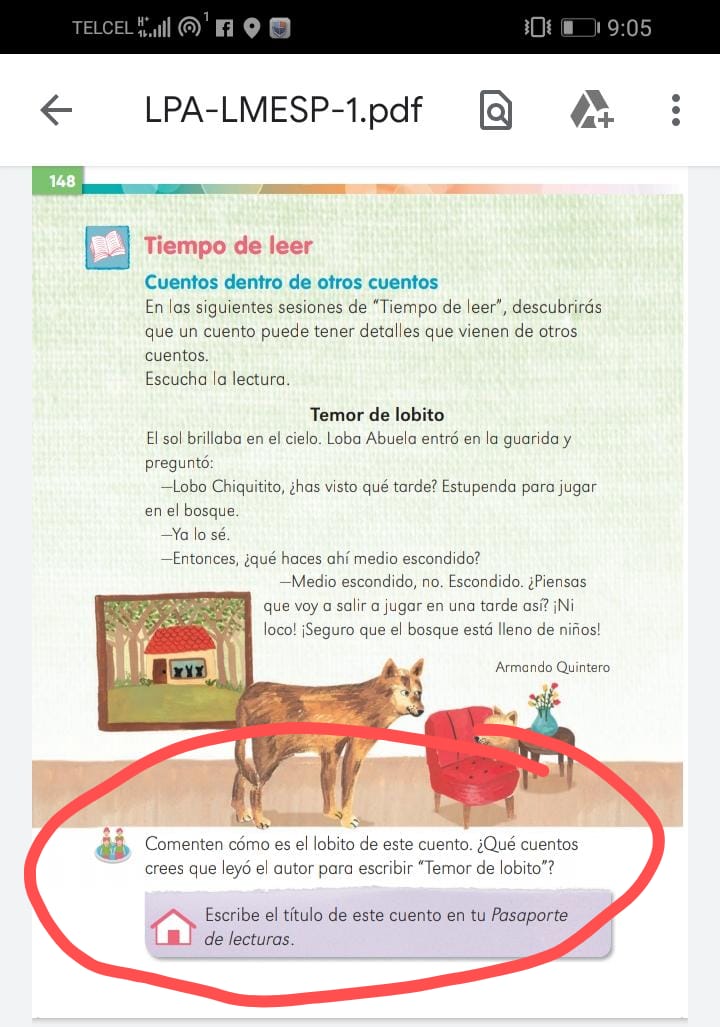 TELCEL H+ 1 9:05
LPA-LMESP-1.pdf
148
Tiempo de leer
Cuentos dentro de otros cuentos
En las siguientes sesiones de “Tiempo de leer”, descubrirás
que un cuento puede tener detalles que vienen de otros
cuentos.
Escucha la lectura.
Temor de lobito
El sol brillaba en el cielo. Loba Abuela entró en la guarida y
preguntó:
—Lobo Chiquitito, ¿has visto qué tarde? Estupenda para jugar
en el bosque.
—Ya lo sé.
—Entonces, ¿qué haces ahí medio escondido?
—Medio escondido, no. Escondido. ¿Piensas
que voy a salir a jugar en una tarde así? ¡Ni
loco! ¡Seguro que el bosque está lleno de niños!
Armando Quintero
Comenten cómo es el lobito de este cuento. ¿Qué cuentos
crees que leyó el autor para escribir “Temor de lobito”?
Escribe el título de este cuento en tu Pasaporte
de lecturas.